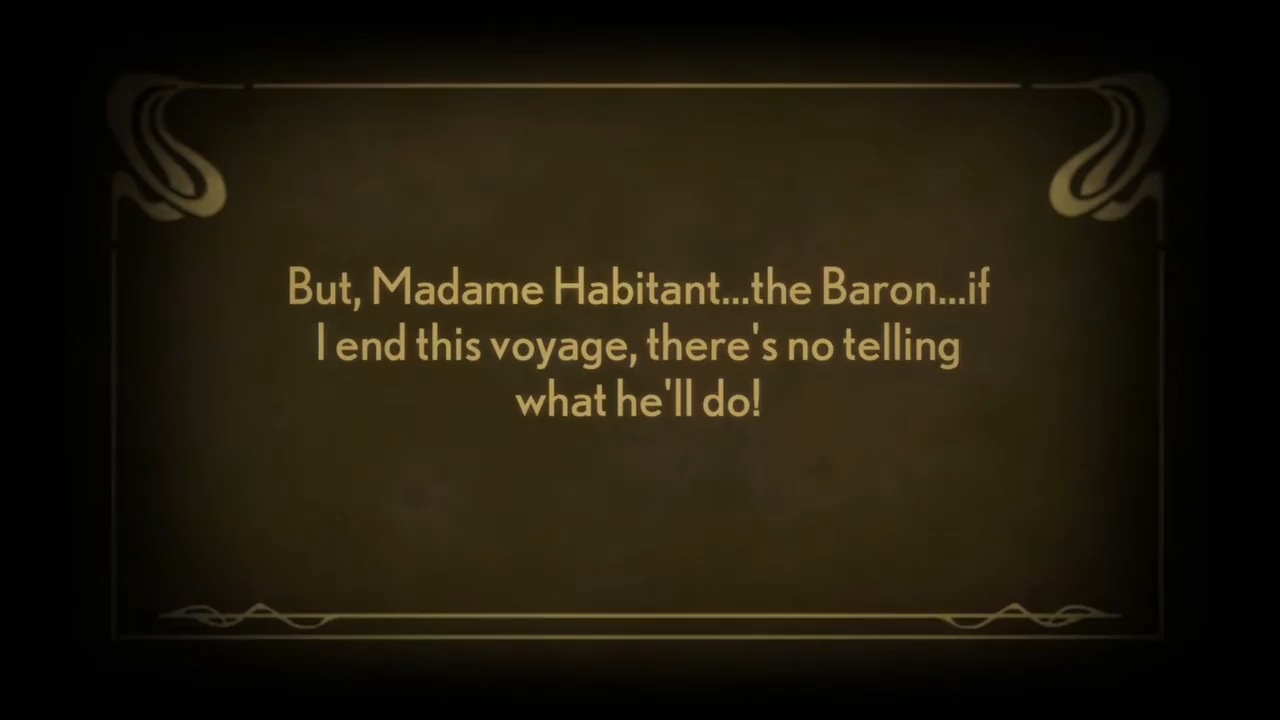 But, Madame Habitant...the Baron...if
I end this voyage, there's no telling
what he'll do!